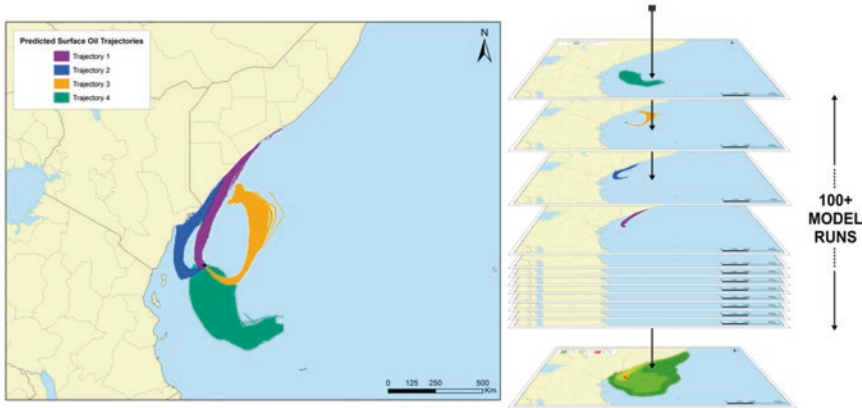 Predicted Surface Oil Trajectories
Trajectory 1
Trajectory 2
Trajectory 3
Trajectory 4
N
0 125 250 500
Km
100+
MODEL
RUNS